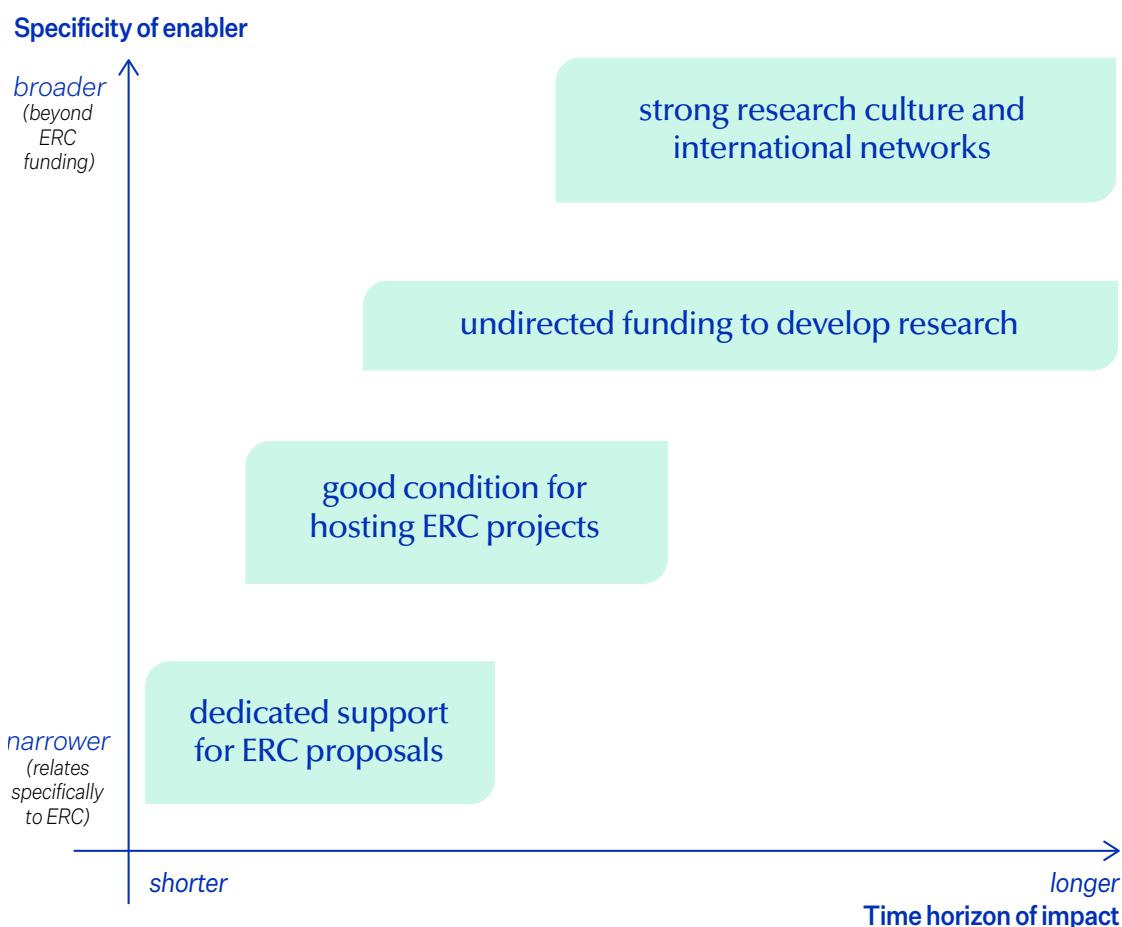 Specificity of enabler
broader
(beyond
ERC
funding)
strong research culture and
international networks
undirected funding to develop research
good condition for
hosting ERC projects
dedicated support
for ERC proposals
narrower
(relates
specifically
to ERC)
shorter
longer
Time horizon of impact